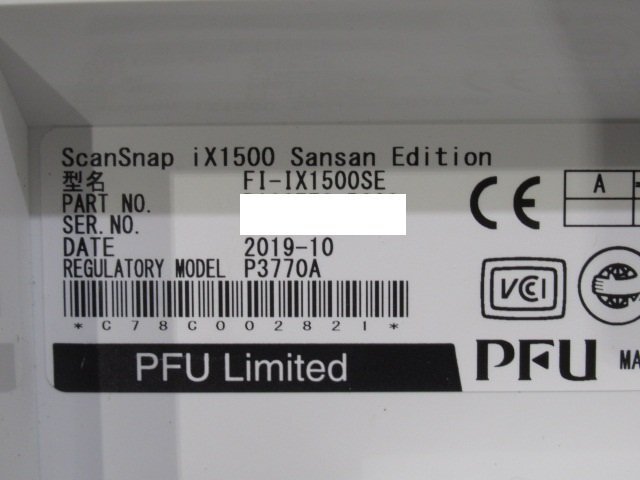 ScanSnap iX1500 Sansan Edition
型名 FI-IX1500SE
PART NO.
SER.NO.
DATE 2019-10
REGULATORY MODEL P3770A
*C78C002821*
PFU Limited
CE
A
VCI
PFU MA